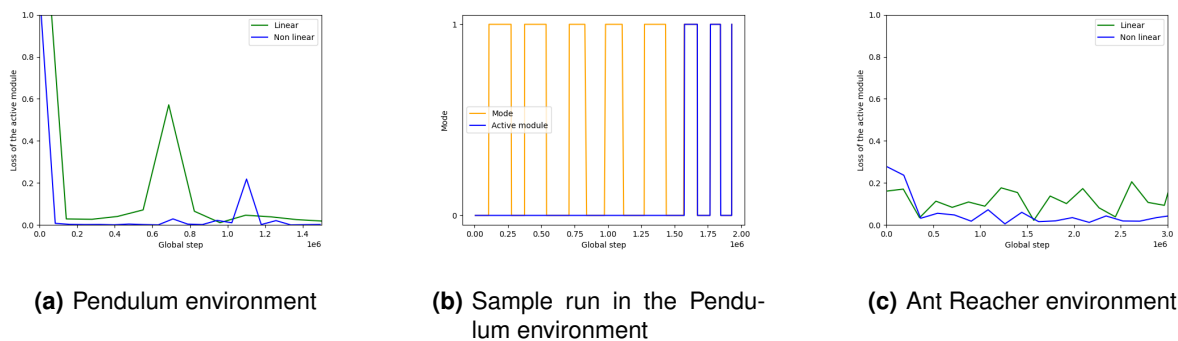 Loss of the active module
1.0
0.8
0.6
0.4
0.2
0.0
Linear
Non linear
0.0 0.2 0.4 0.6 0.8 1.0 1.2 1.4
1e6
Global step
(a) Pendulum environment
Mode
1
0
Mode
Active module
0.00 0.25 0.50 0.75 1.00 1.25 1.50 1.75 2.00
1e6
Global step
(b) Sample run in the Pendu-
lum environment
Loss of the active module
1.0
0.8
0.6
0.4
0.2
0.0
Linear
Non linear
0.0 0.5 1.0 1.5 2.0 2.5 3.0
1e6
Global step
(c) Ant Reacher environment